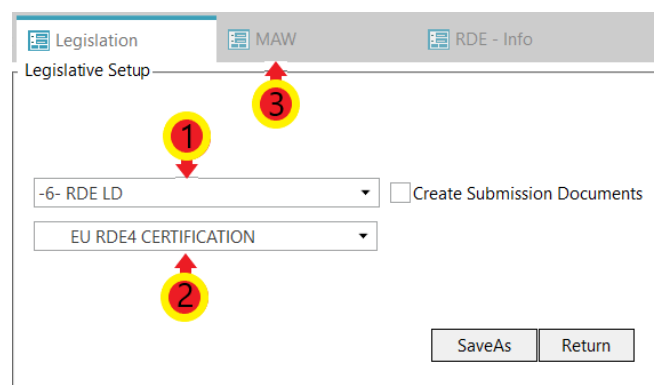 Legislation MAW RDE - Info
Legislative Setup
3
1
-6- RDE LD Create Submission Documents
EU RDE4 CERTIFICATION
2
SaveAs Return